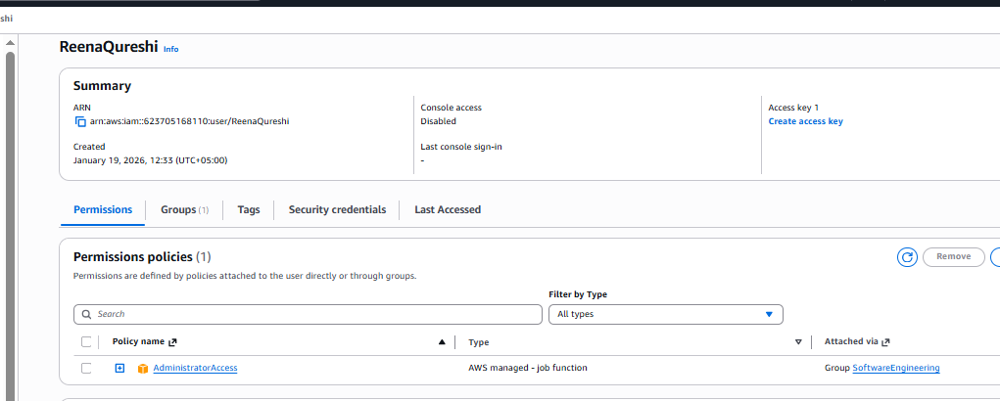 shi
ReenaQureshi Info
Summary
ARN
arn:aws:iam::623705168110:user/ReenaQureshi
Console access
Disabled
Access key 1
Create access key
Created
January 19, 2026, 12:33 (UTC+05:00)
Last console sign-in
-
Permissions
Groups (1)
Tags
Security credentials
Last Accessed
Permissions policies (1)
Permissions are defined by policies attached to the user directly or through groups.
Remove
Filter by Type
Search
All types
Policy name
Type
Attached via
AdministratorAccess
AWS managed - job function
Group SoftwareEngineering